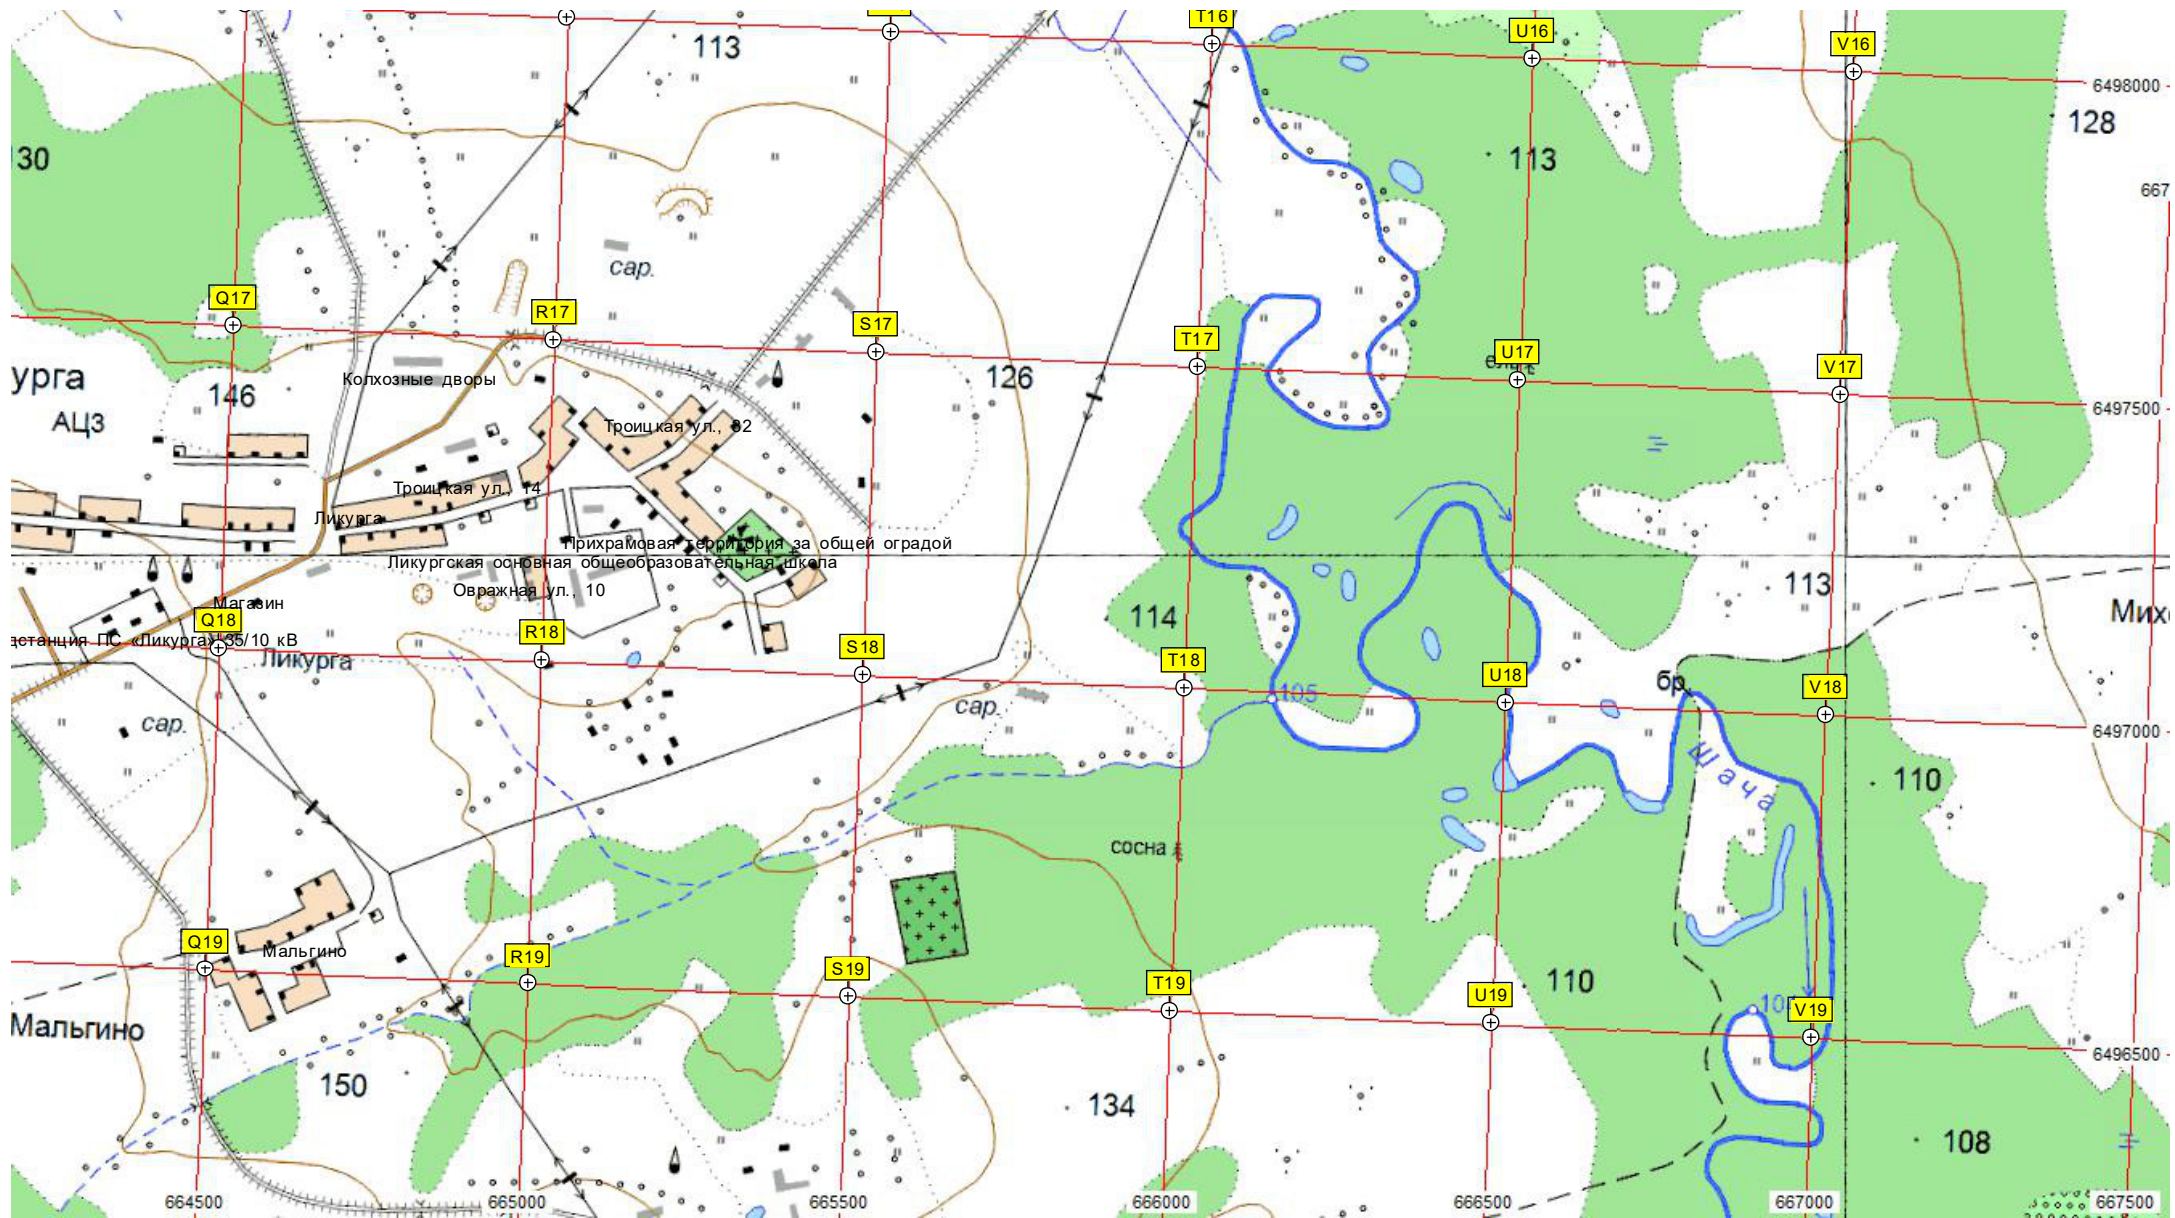 T16
U16
V16
113
6498000
128
30
113
667
сар.
Q17
R17
S17
T17
U17
V17
урга
Колхозные дворы
126
146
АЦЗ
6497500
Троицкая ул., 32
Троицкая ул., 14
Ликурга
Прихрамовая территория за общей оградой
Ликургская основная общеобразовательная школа
Овражная ул., 10
Магазин
113
114
Мих
Q18
R18
S18
T18
U18
V18
дстанция ПС «Ликурга» 35/10 кВ
Ликурга
бр.
105
сар.
сар.
6497000
Шача
110
сосна
Q19
R19
S19
T19
U19
V19
Мальгино
110
Мальгино
6496500
150
134
108
664500
665000
665500
666000
666500
667000
667500